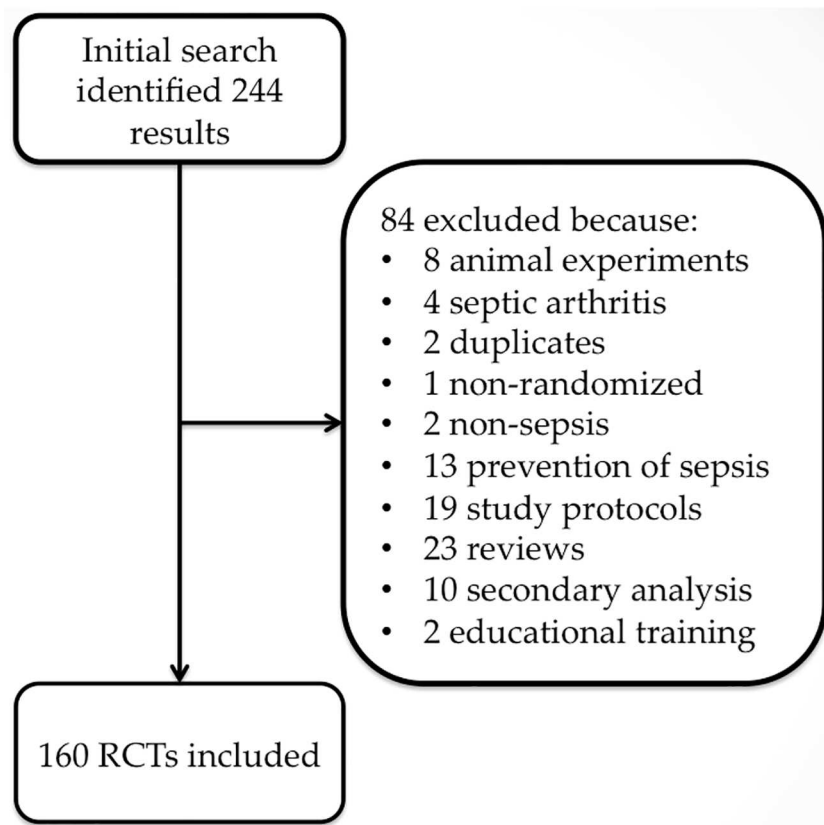 Initial search
identified 244
results
84 excluded because:
• 8 animal experiments
• 4 septic arthritis
• 2 duplicates
• 1 non-randomized
• 2 non-sepsis
• 13 prevention of sepsis
• 19 study protocols
• 23 reviews
• 10 secondary analysis
• 2 educational training
160 RCTs included